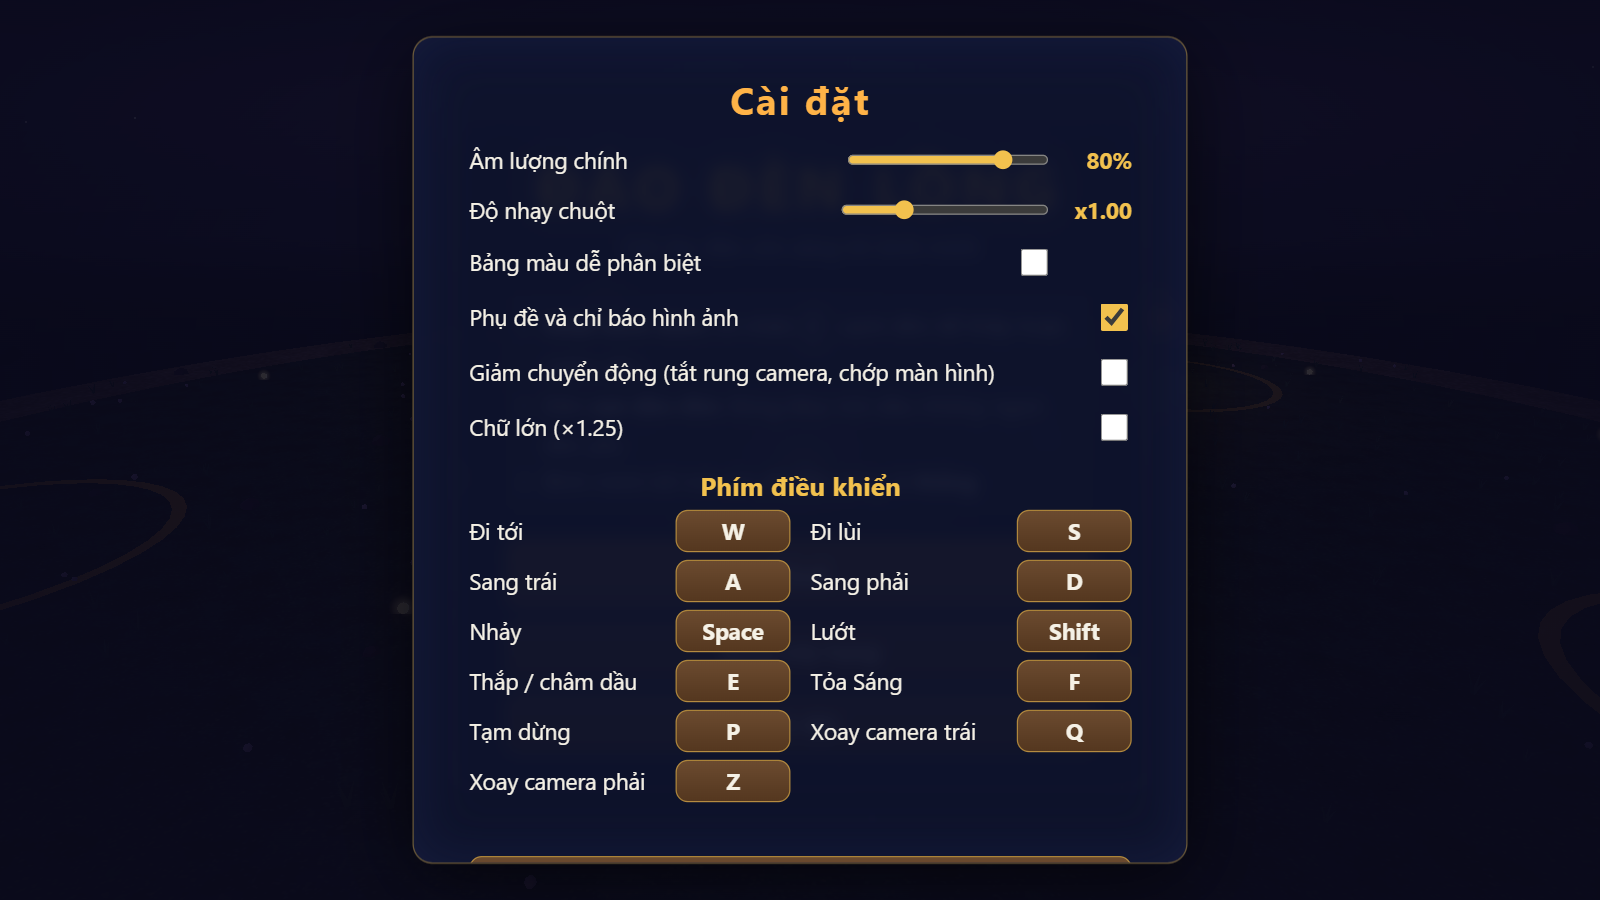 Cài đặt
Âm lượng chính 80%
Độ nhạy chuột x1.00
Bảng màu dễ phân biệt
Phụ đề và chỉ báo hình ảnh
Giảm chuyển động (tắt rung camera, chớp màn hình)
Chữ lớn (×1.25)
Phím điều khiển
Đi tới W Đi lùi S
Sang trái A Sang phải D
Nhảy Space Lướt Shift
Thắp / châm dầu E Tỏa Sáng F
Tạm dừng P Xoay camera trái Q
Xoay camera phải Z